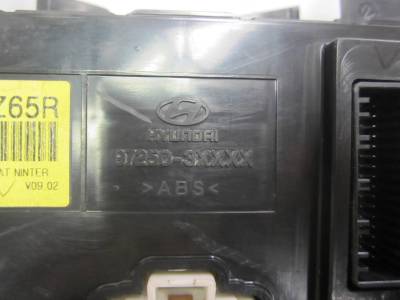 Z65R
AT NINTER
V09.02
HYUNDAI
97250-3XXXX
>ABS<